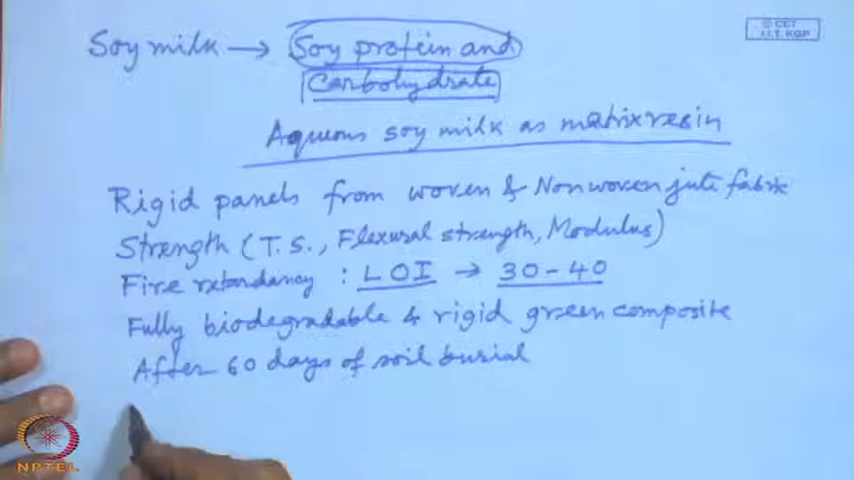 © CET
I.I.T. KGP
Soy milk → Soy protein and
Carbohydrate
Aqueous soy milk as matrix resin
Rigid panels from woven & Nonwoven jute fabric
Strength (T.S., Flexural strength, Modulus)
Fire retardancy : LOI → 30-40
Fully biodegradable & rigid green composite
After 60 days of soil burial
NPTEL